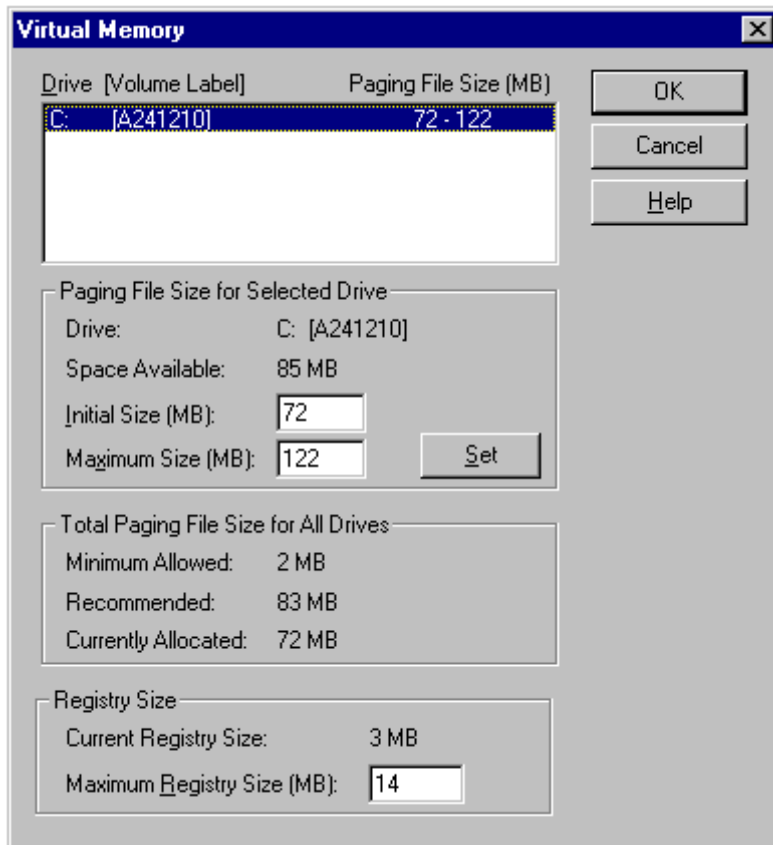 Virtual Memory
Drive [Volume Label] Paging File Size (MB)
C: [A241210] 72 - 122
OK
Cancel
Help
Paging File Size for Selected Drive
Drive: C: [A241210]
Space Available: 85 MB
Initial Size (MB): 72
Maximum Size (MB): 122
Set
Total Paging File Size for All Drives
Minimum Allowed: 2 MB
Recommended: 83 MB
Currently Allocated: 72 MB
Registry Size
Current Registry Size: 3 MB
Maximum Registry Size (MB): 14